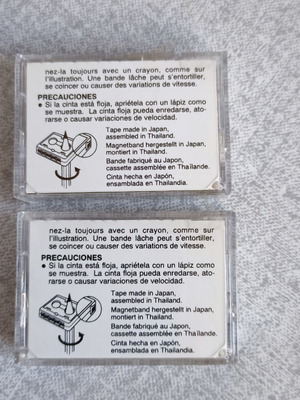 nez-la toujours avec un crayon, comme sur
l'illustration. Une bande lâche peut s'entortiller,
se coincer ou causer des variations de vitesse.
PRECAUCIONES
● Si la cinta está floja, apriétela con un lápiz como
se muestra. La cinta floja pueda enredarse, ato-
rarse o causar variaciones de velocidad.
Tape made in Japan,
assembled in Thailand.
Magnetband hergestellt in Japan,
montiert in Thailand.
Bande fabriqué au Japon,
cassette assemblée en Thaïlande.
Cinta hecha en Japón,
ensamblada en Thailandia.
nez-la toujours avec un crayon, comme sur
l'illustration. Une bande lâche peut s'entortiller,
se coincer ou causer des variations de vitesse.
PRECAUCIONES
● Si la cinta está floja, apriétela con un lápiz como
se muestra. La cinta floja pueda enredarse, ato-
rarse o causar variaciones de velocidad.
Tape made in Japan,
assembled in Thailand.
Magnetband hergestellt in Japan,
montiert in Thailand.
Bande fabriqué au Japon,
cassette assemblée en Thaïlande.
Cinta hecha en Japón,
ensamblada en Thailandia.